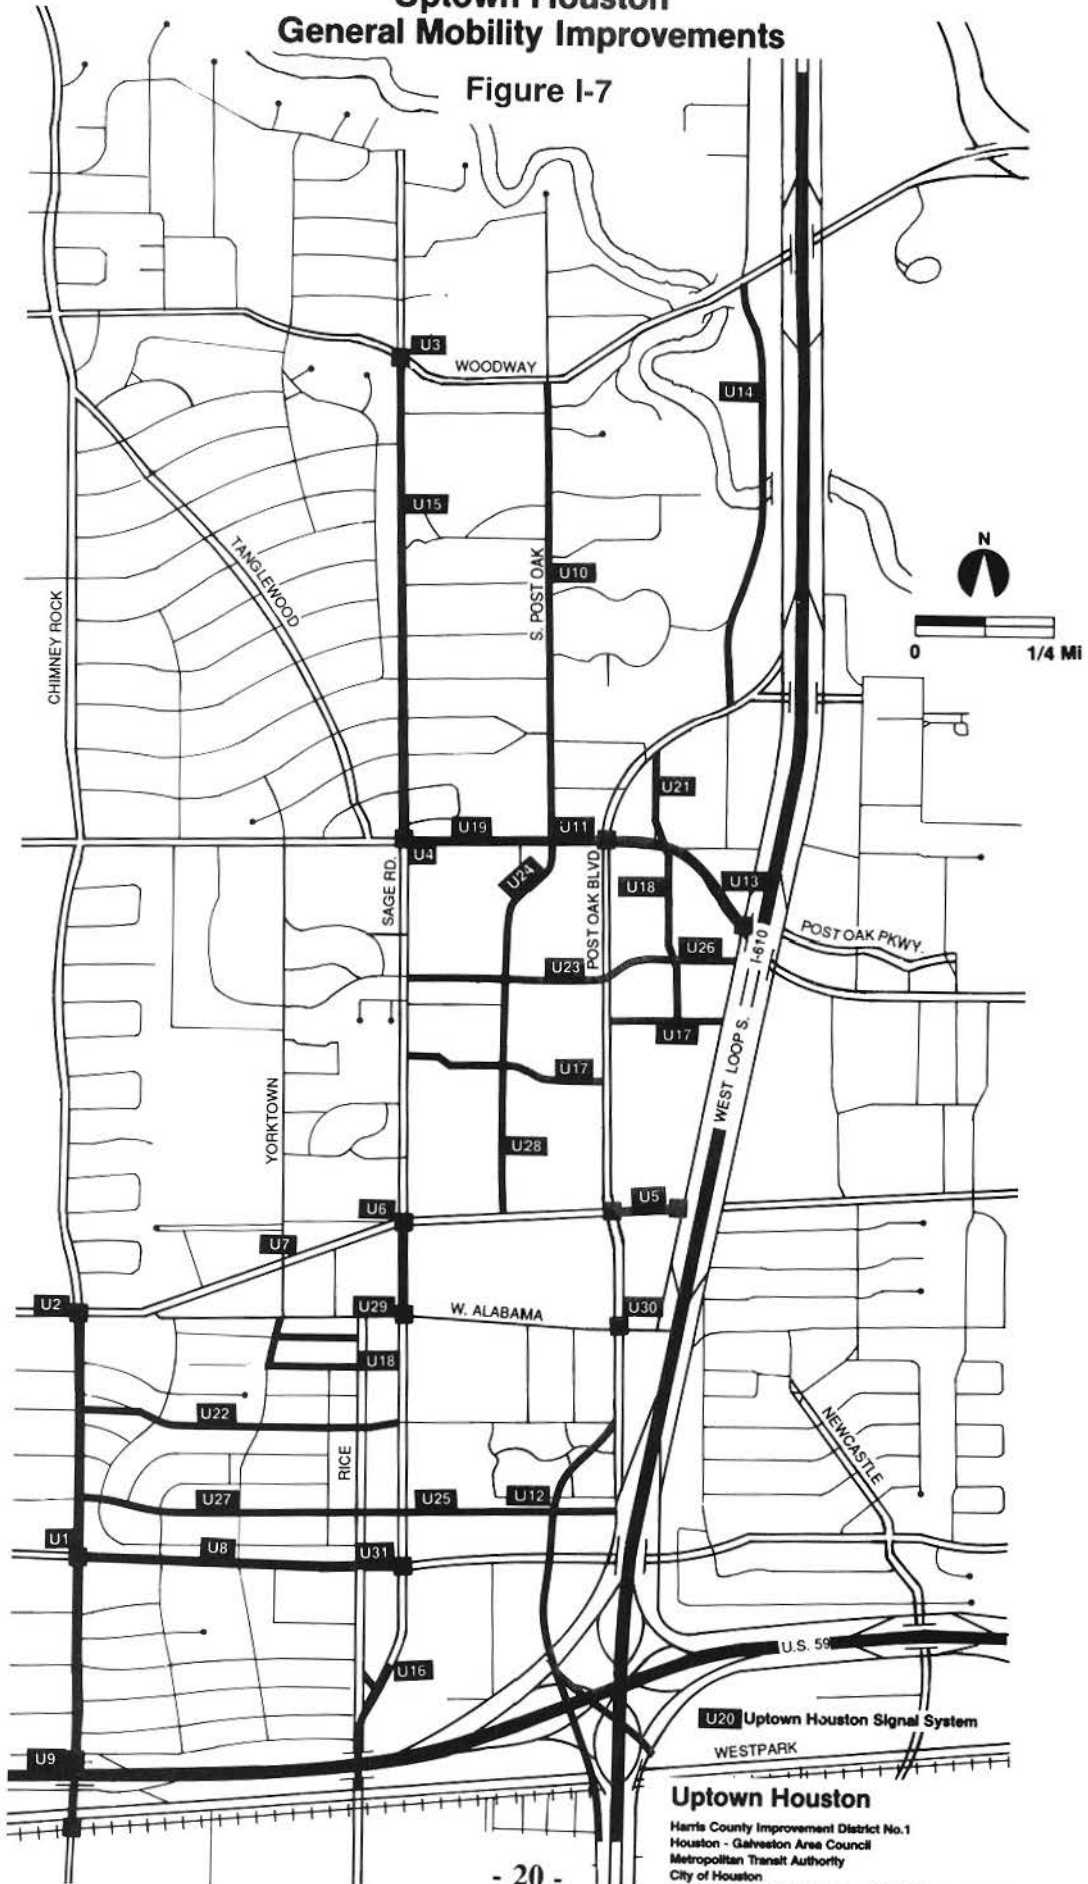 Uptown Houston
General Mobility Improvements
Figure I-7
U3
WOODWAY
U14
U15
TANGLEWOOD
S. POST OAK
U10
CHIMNEY ROCK
N
0 1/4 Mi
U21
U19
U11
U4
U24
SAGE RD.
POST OAK BLVD.
U18
U13
POST OAK PKWY.
U26
I-610
U23
U17
WEST LOOP S.
U17
YORKTOWN
U28
U5
U6
U7
U2
U29
W. ALABAMA
U30
U18
U22
NEWCASTLE
RICE
U27
U25
U12
U1
U8
U31
U.S. 59
U16
U20 Uptown Houston Signal System
WESTPARK
U9
Uptown Houston
Harris County Improvement District No.1
Houston - Galveston Area Council
Metropolitan Transit Authority
City of Houston
- 20 -